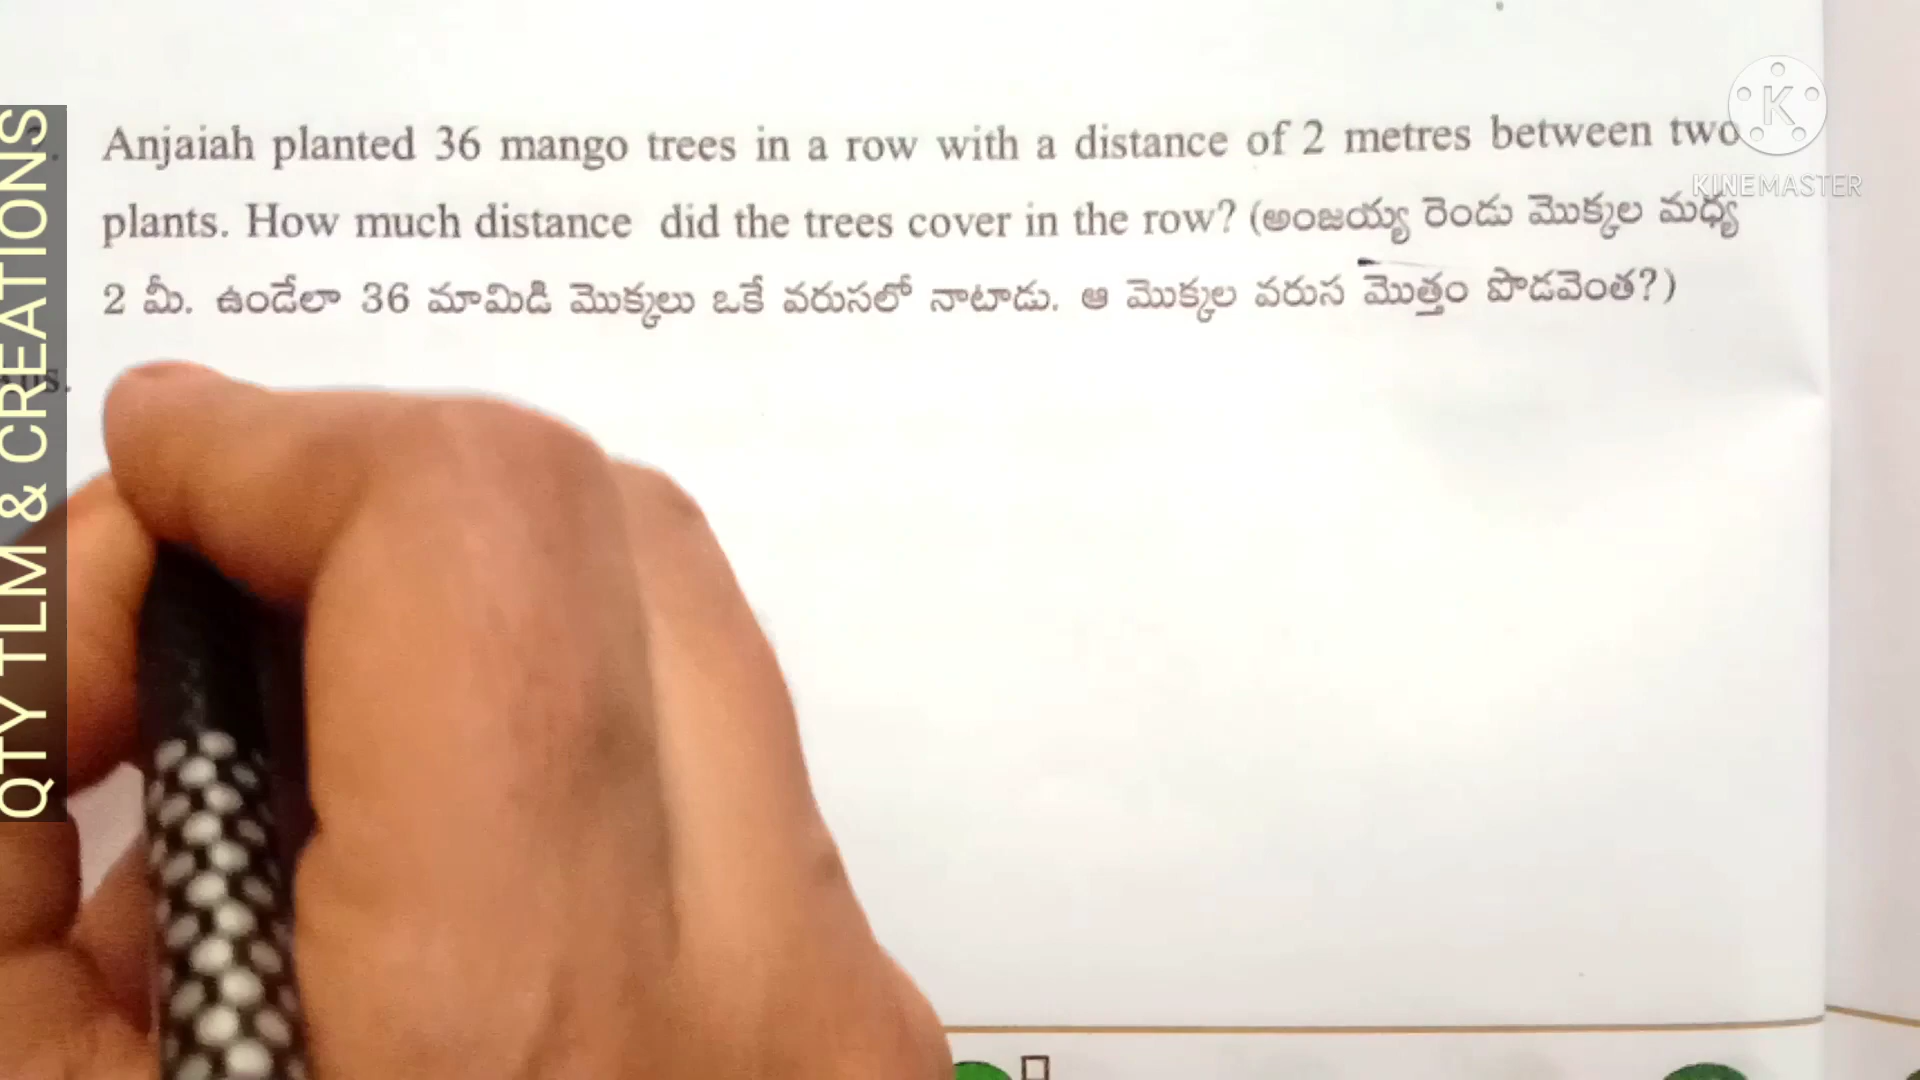 Anjaiah planted 36 mango trees in a row with a distance of 2 metres between two
plants. How much distance did the trees cover in the row? (అంజయ్య రెండు మొక్కల మధ్య
2 మీ. ఉండేలా 36 మామిడి మొక్కలు ఒకే వరుసలో నాటాడు. ఆ మొక్కల వరుస మొత్తం పొడవెంత?)
QTY TLM & CREATIONS
K
KINEMASTER